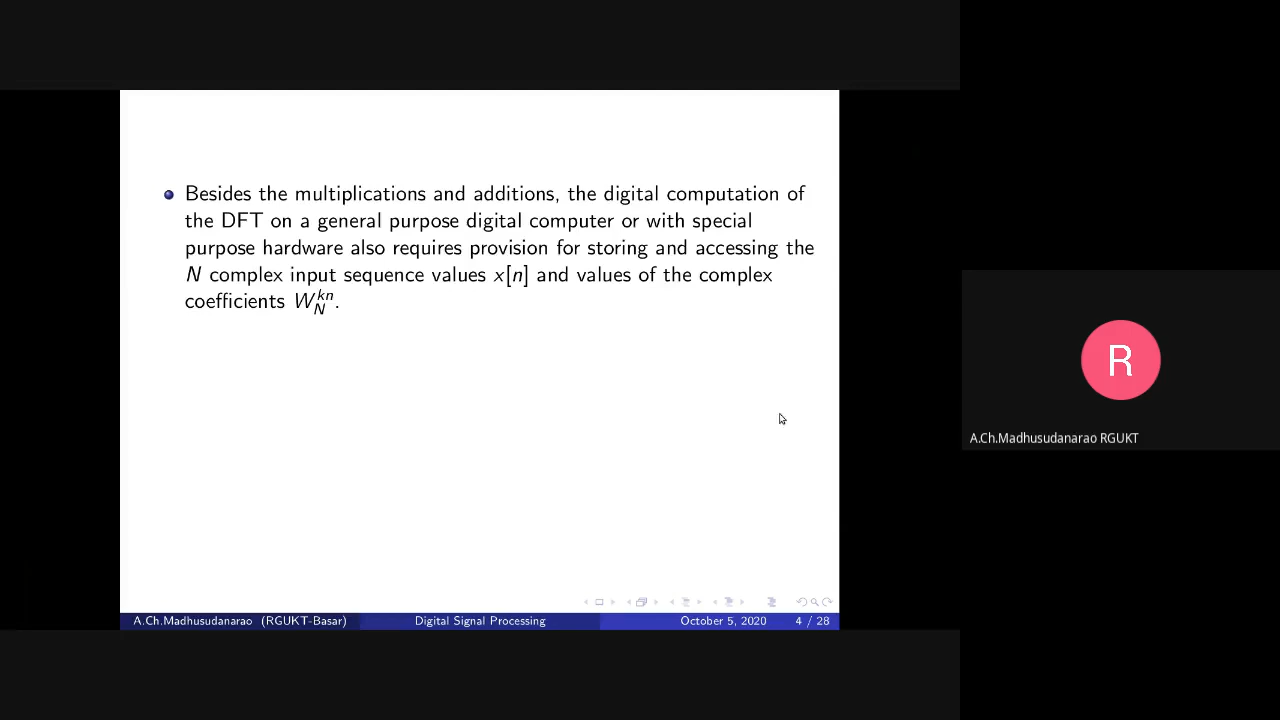 Besides the multiplications and additions, the digital computation of
the DFT on a general purpose digital computer or with special
purpose hardware also requires provision for storing and accessing the
N complex input sequence values x[n] and values of the complex
coefficients W_N^{kn}.
R
A.Ch.Madhusudanarao RGUKT
A.Ch.Madhusudanarao (RGUKT-Basar) Digital Signal Processing October 5, 2020 4 / 28